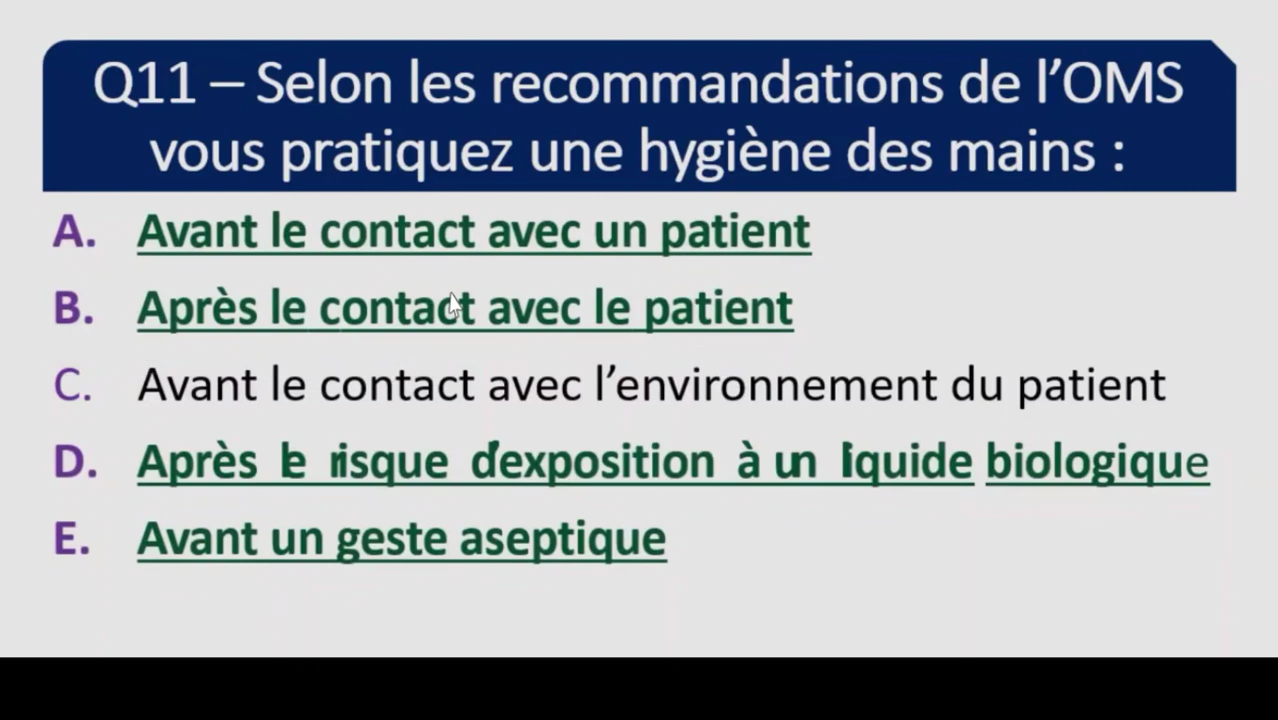 Q11 – Selon les recommandations de l’OMS
vous pratiquez une hygiène des mains :
A. Avant le contact avec un patient
B. Après le contact avec le patient
C. Avant le contact avec l’environnement du patient
D. Après le risque d’exposition à un liquide biologique
E. Avant un geste aseptique